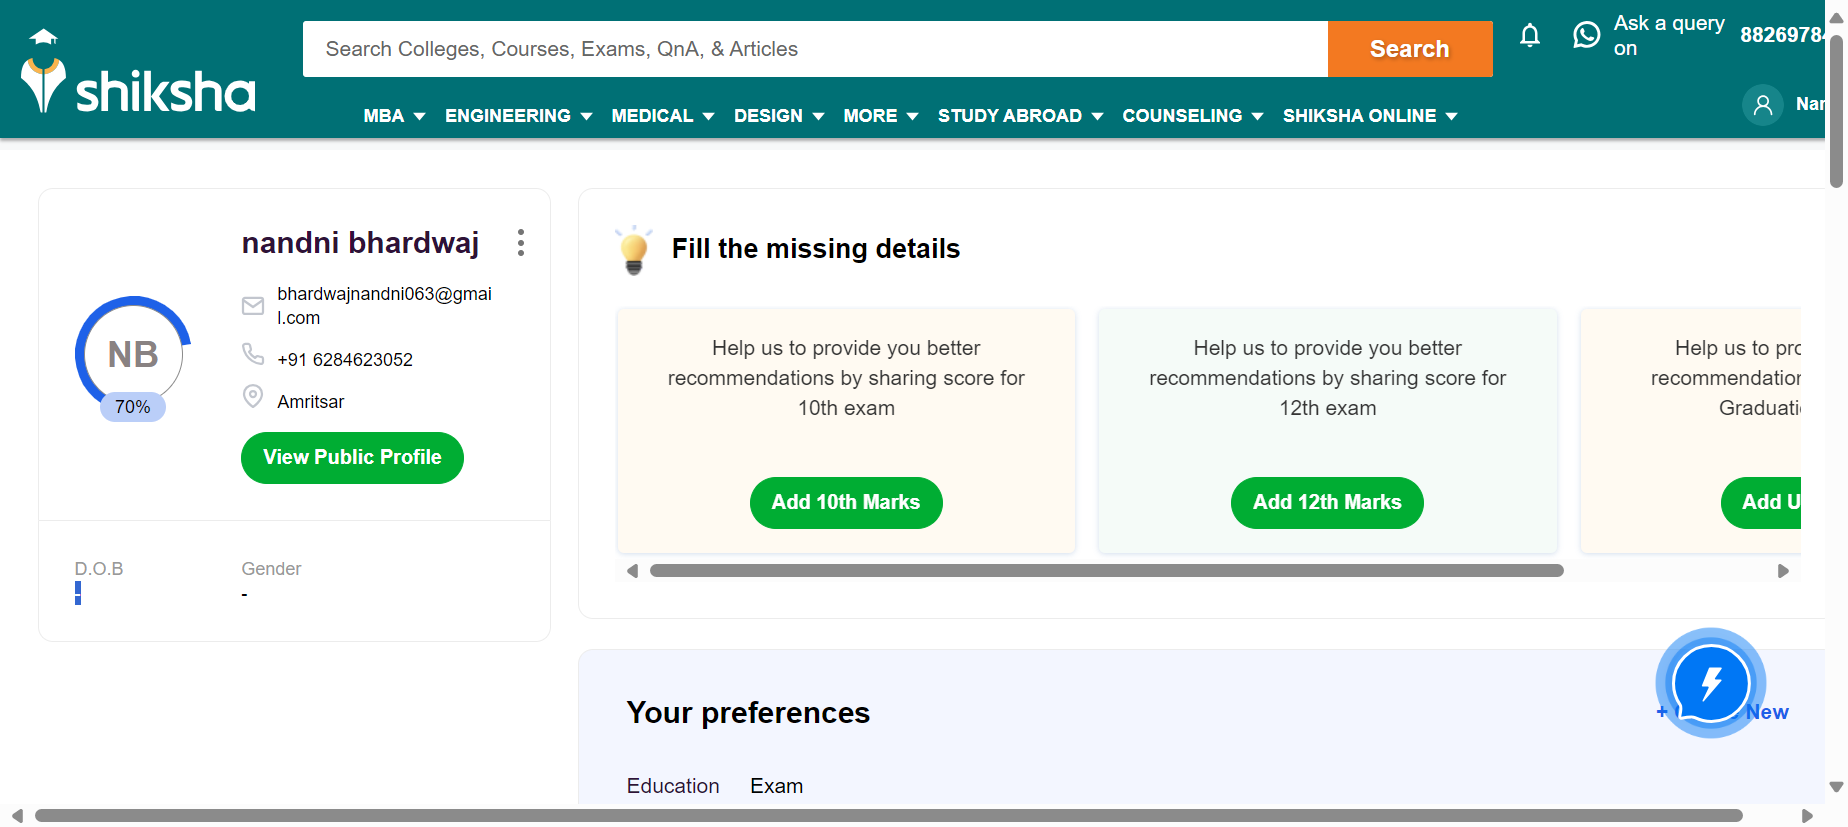 shiksha
Search Colleges, Courses, Exams, QnA, & Articles
Search
Ask a query
on
88269784
MBA
ENGINEERING
MEDICAL
DESIGN
MORE
STUDY ABROAD
COUNSELING
SHIKSHA ONLINE
Nan
nandni bhardwaj
bhardwajnandni063@gmai
l.com
+91 6284623052
Amritsar
NB
70%
View Public Profile
D.O.B
-
Gender
-
Fill the missing details
Help us to provide you better
recommendations by sharing score for
10th exam
Add 10th Marks
Help us to provide you better
recommendations by sharing score for
12th exam
Add 12th Marks
Help us to pro
recommendation
Graduati
Add U
Your preferences
+
New
Education
Exam